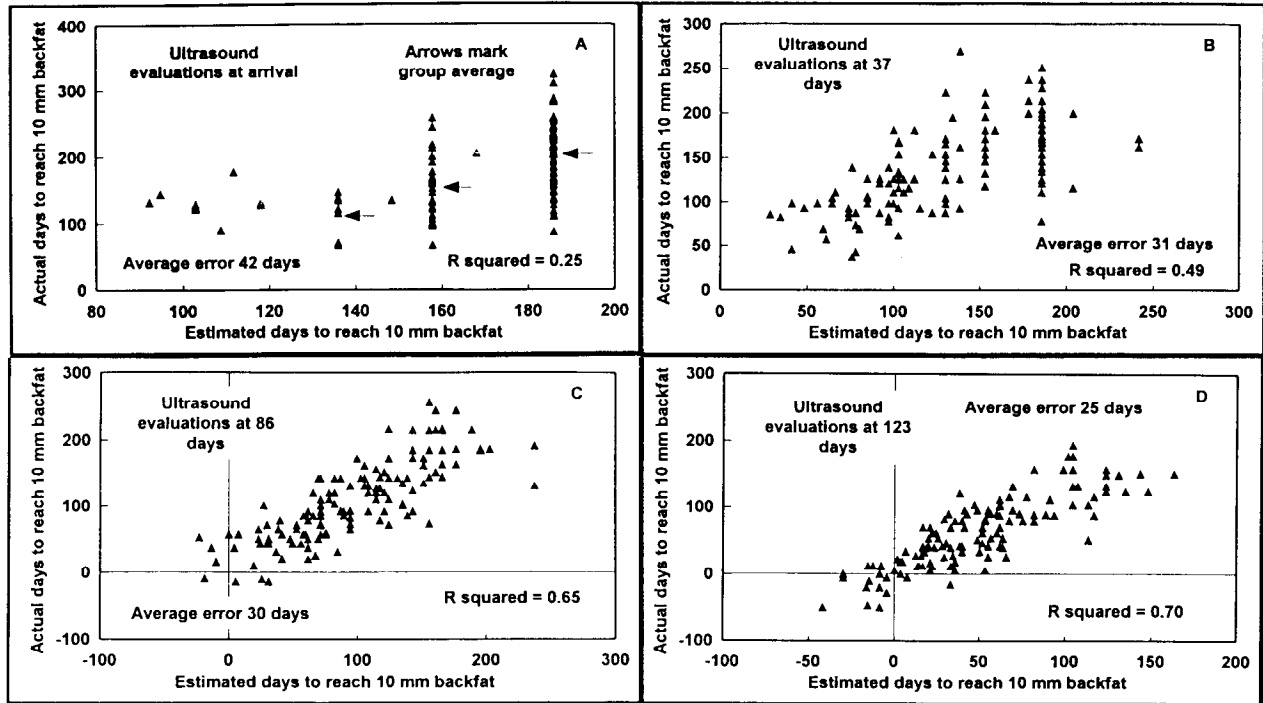 A
Ultrasound
evaluations at arrival
Arrows mark
group average
Average error 42 days
R squared = 0.25
Actual days to reach 10 mm backfat
400
300
200
100
0
80
100
120
140
160
180
200
Estimated days to reach 10 mm backfat
B
Ultrasound
evaluations at 37
days
Average error 31 days
R squared = 0.49
Actual days to reach 10 mm backfat
300
250
200
150
100
50
0
0
50
100
150
200
250
300
Estimated days to reach 10 mm backfat
C
Ultrasound
evaluations at 86
days
Average error 30 days
R squared = 0.65
Actual days to reach 10 mm backfat
300
200
100
0
-100
-100
0
100
200
300
Estimated days to reach 10 mm backfat
D
Ultrasound
evaluations at 123
days
Average error 25 days
R squared = 0.70
Actual days to reach 10 mm backfat
300
200
100
0
-100
-100
-50
0
50
100
150
200
Estimated days to reach 10 mm backfat